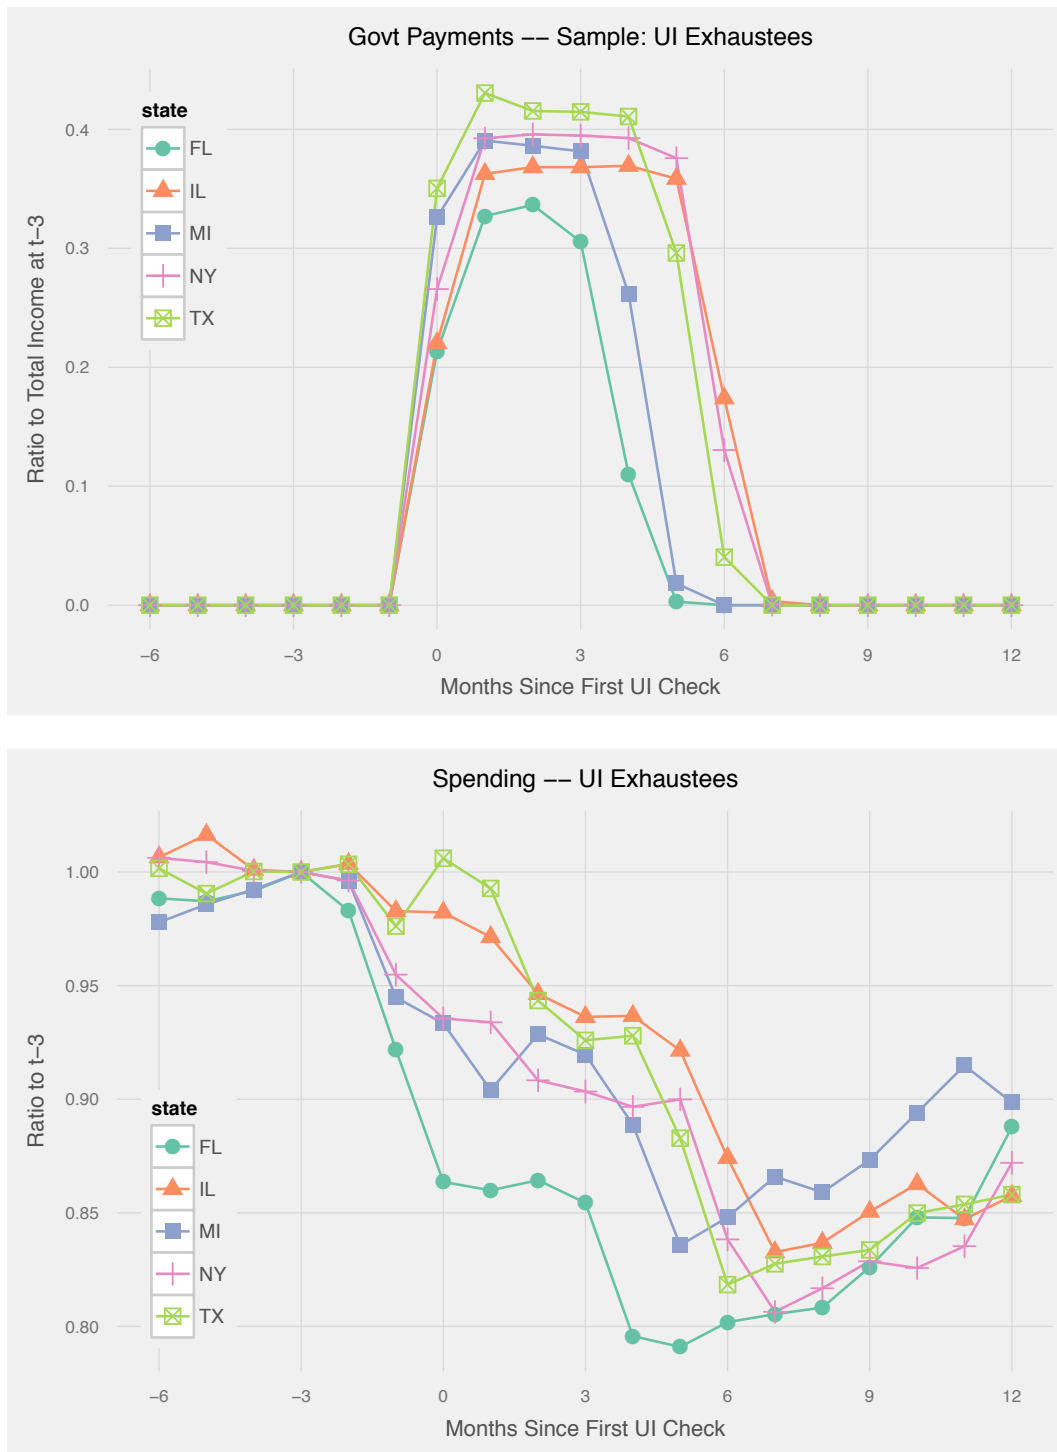 Govt Payments −− Sample: UI Exhaustees
state
FL
IL
MI
NY
TX
Ratio to Total Income at t−3
0.4
0.3
0.2
0.1
0.0
−6 −3 0 3 6 9 12
Months Since First UI Check
Spending −− UI Exhaustees
Ratio to t−3
1.00
0.95
0.90
0.85
0.80
state
FL
IL
MI
NY
TX
−6 −3 0 3 6 9 12
Months Since First UI Check